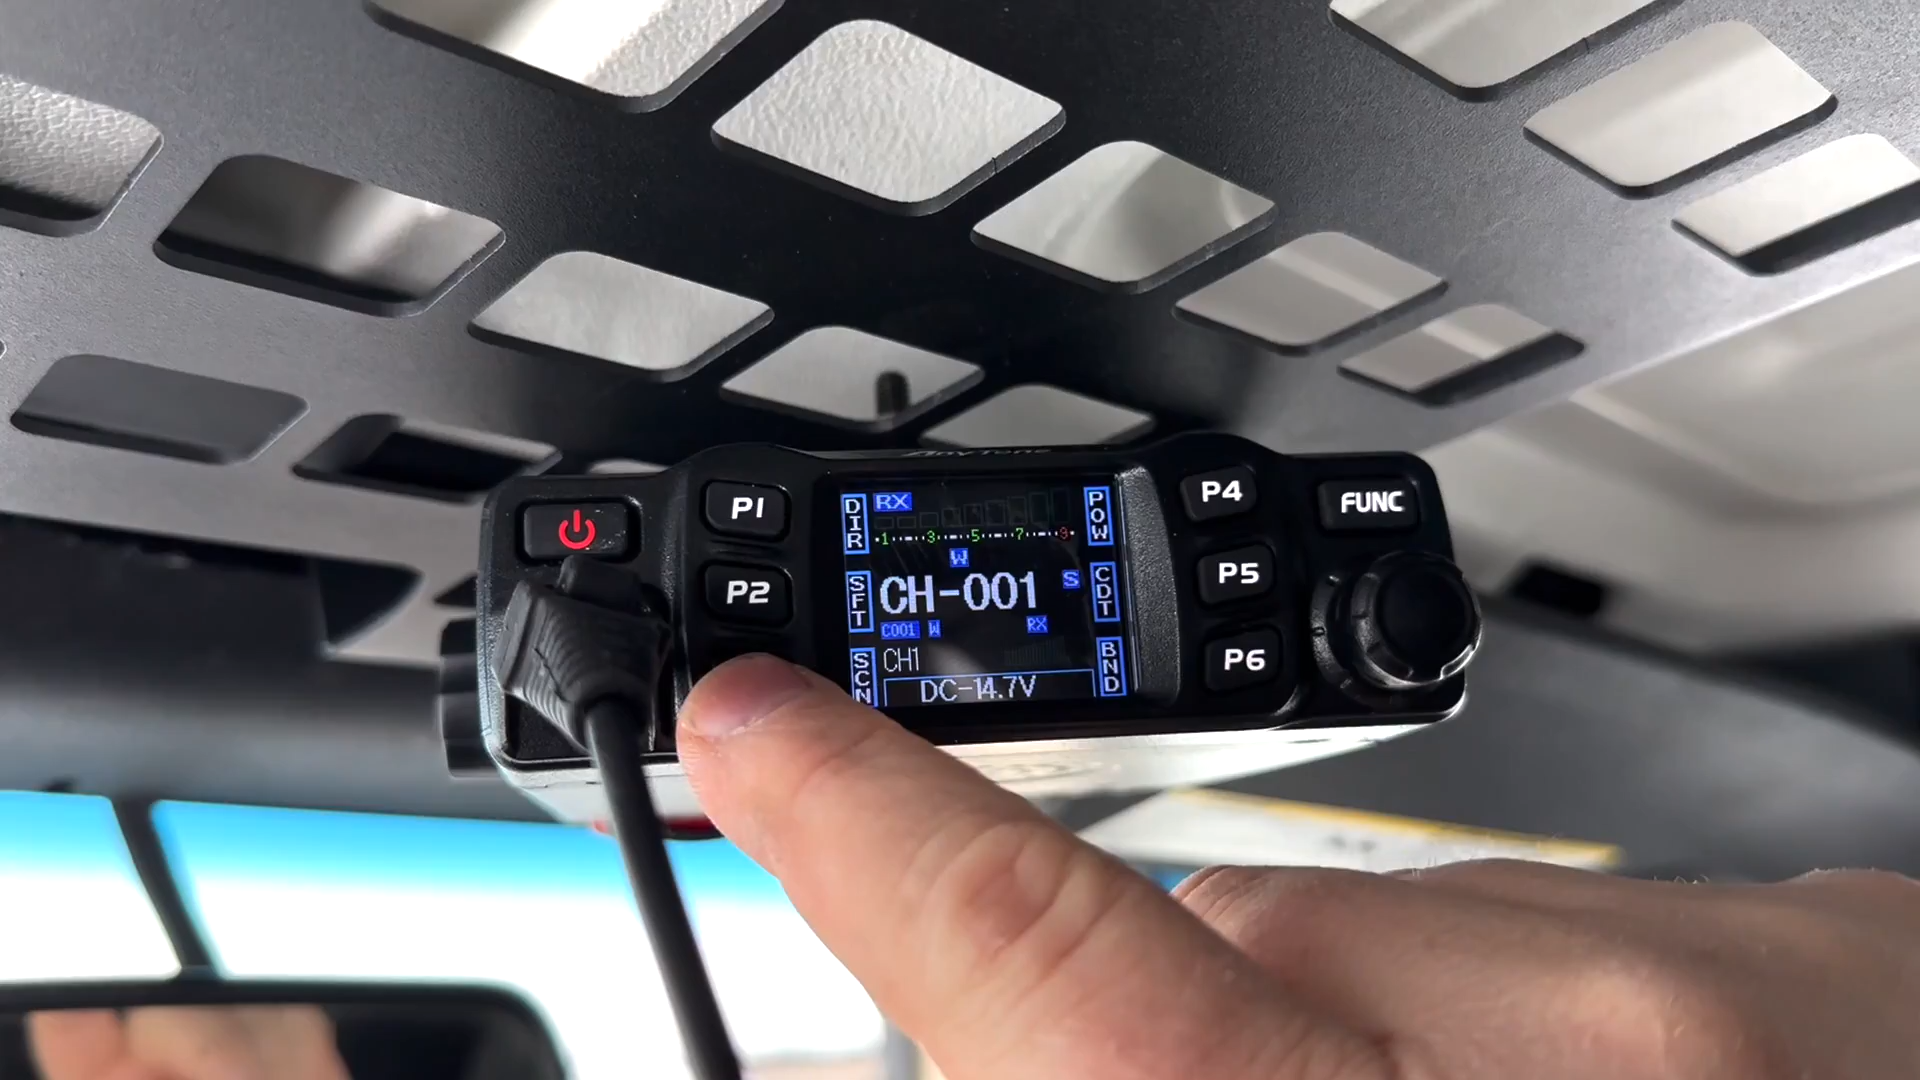 AnyTone
P1
P2
DIR
SFT
SCN
RX
1 3 5 7 9
W
CH-001
S
C001 W RX
CH1
DC-14.7V
POW
CDT
BND
P4
P5
P6
FUNC